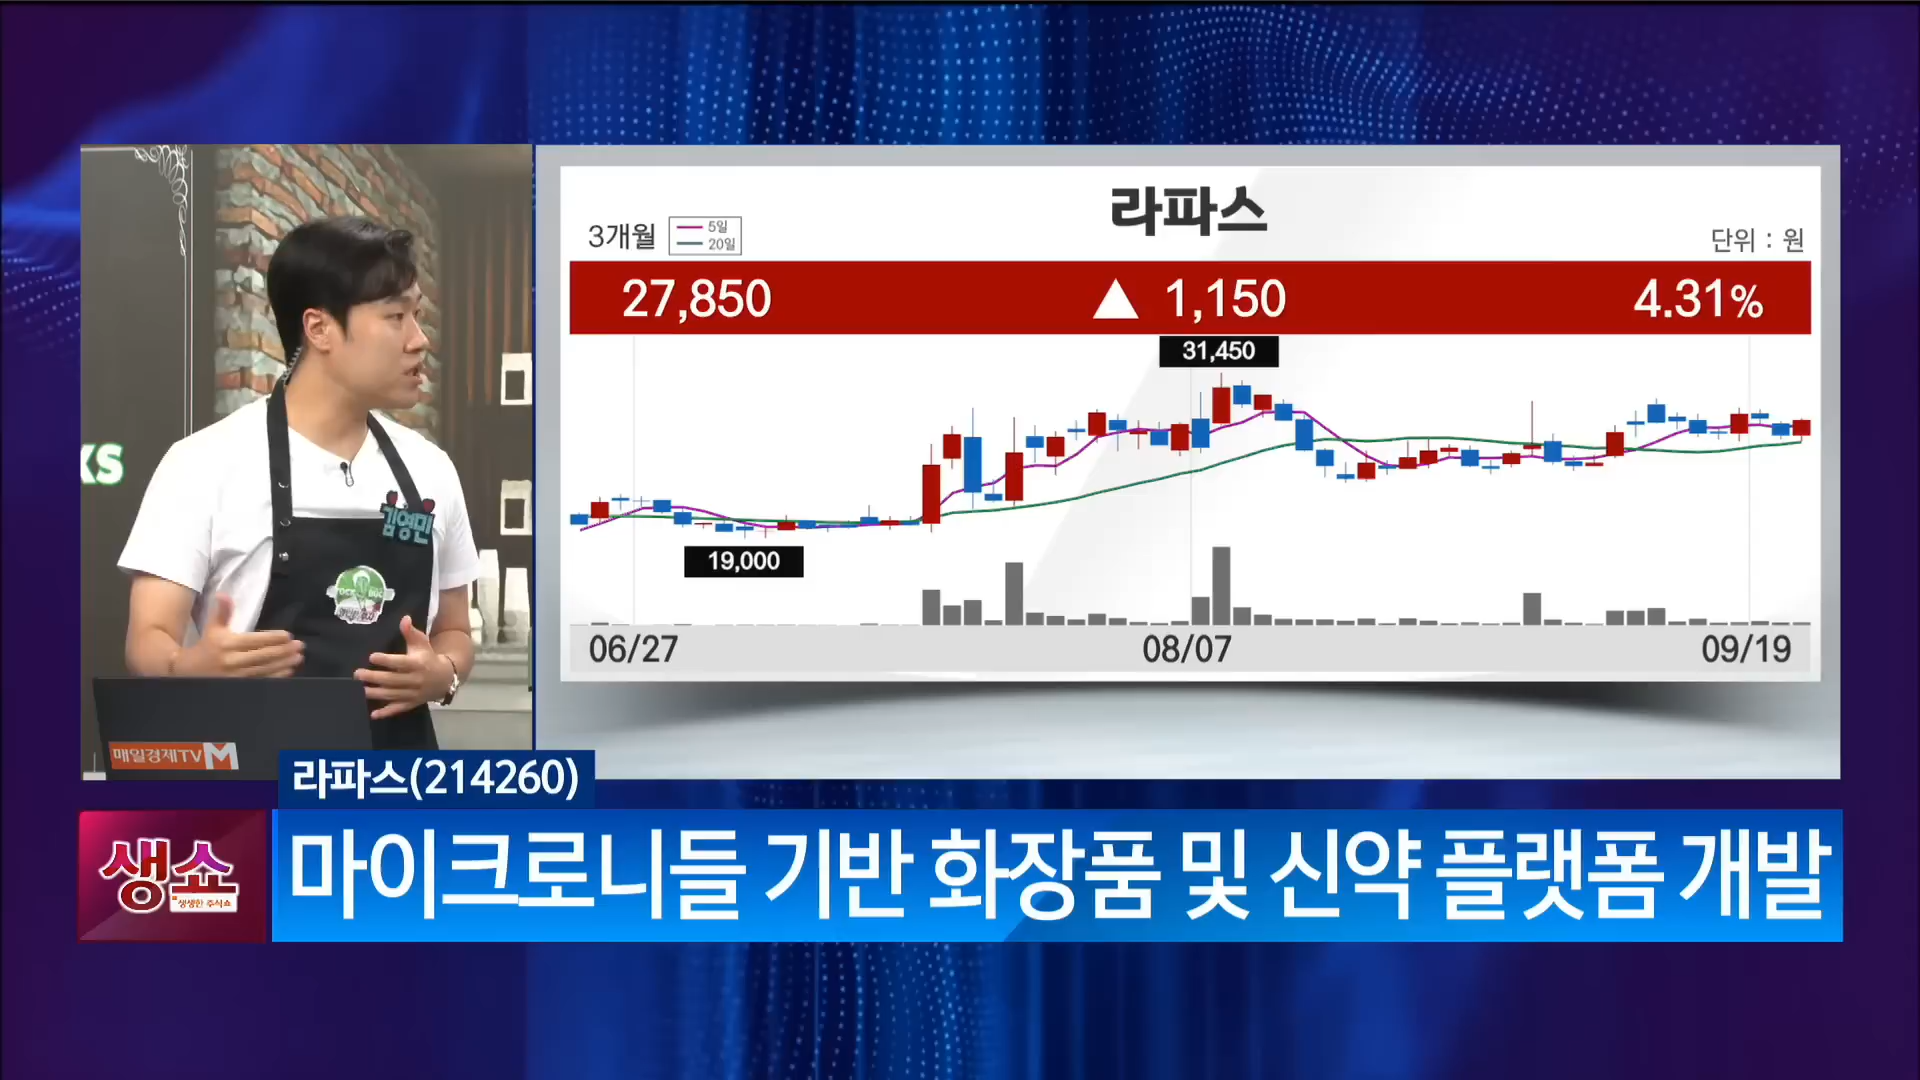 라파스
3개월
5일
20일
단위 : 원
27,850 ▲ 1,150 4.31%
31,450
19,000
06/27 08/07 09/19
KS
김영민
매일경제TV M
라파스(214260)
생쇼
생생한 주식쇼
마이크로니들 기반 화장품 및 신약 플랫폼 개발